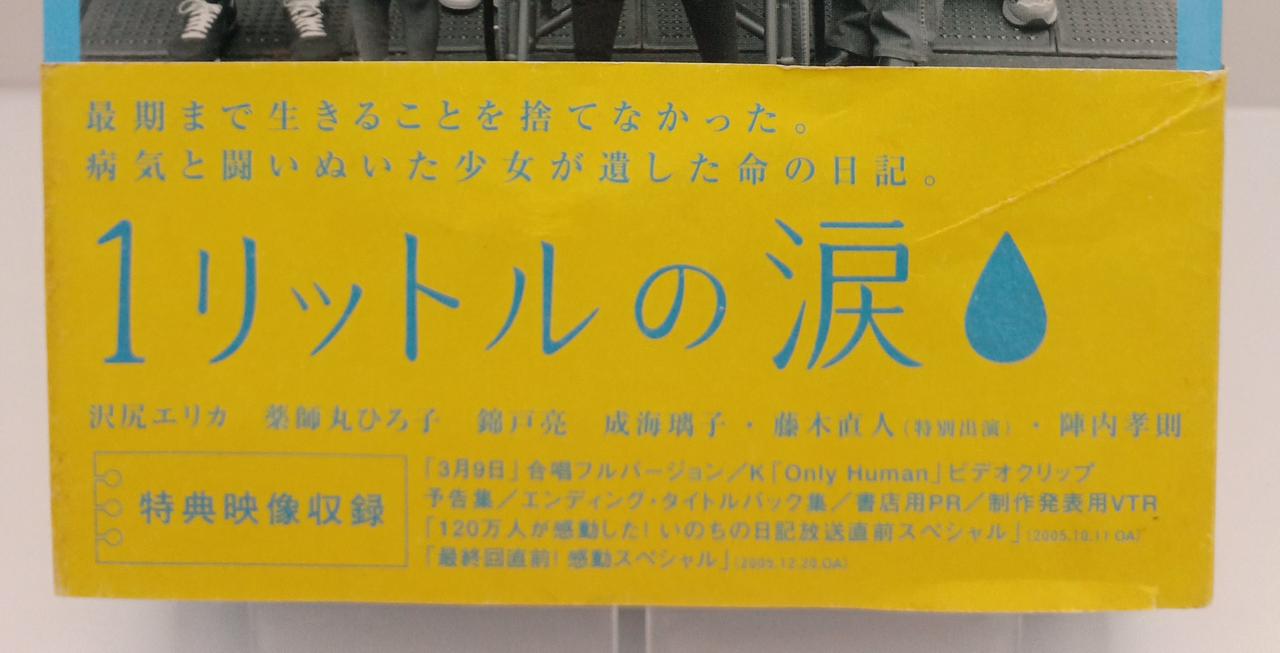 最期まで生きることを捨てなかった。
病気と闘いぬいた少女が遺した命の日記。
1リットルの涙
沢尻エリカ　薬師丸ひろ子　錦戸亮　成海璃子・藤木直人(特別出演)・陣内孝則
特典映像収録
「3月9日」合唱フルバージョン／K「Only Human」ビデオクリップ
予告集／エンディング・タイトルバック集／書店用PR／制作発表用VTR
「120万人が感動した！いのちの日記放送直前スペシャル」(2005.10.11 OA)
「最終回直前！感動スペシャル」(2005.12.20.OA)